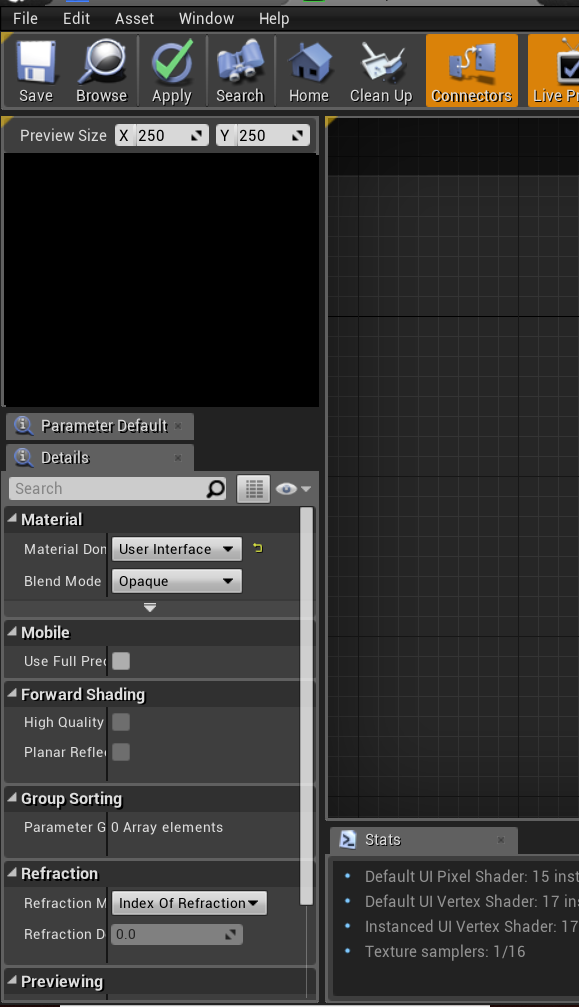 File Edit Asset Window Help
Save Browse Apply Search Home Clean Up Connectors Live
Preview Size X 250 Y 250
Parameter Default
Details
Search
Material
Material Dom User Interface
Blend Mode Opaque
Mobile
Use Full Prec
Forward Shading
High Quality
Planar Refle
Group Sorting
Parameter G 0 Array elements
Refraction
Refraction M Index Of Refraction
Refraction D 0.0
Previewing
Stats
Default UI Pixel Shader: 15 inst
Default UI Vertex Shader: 17 ins
Instanced UI Vertex Shader: 17
Texture samplers: 1/16